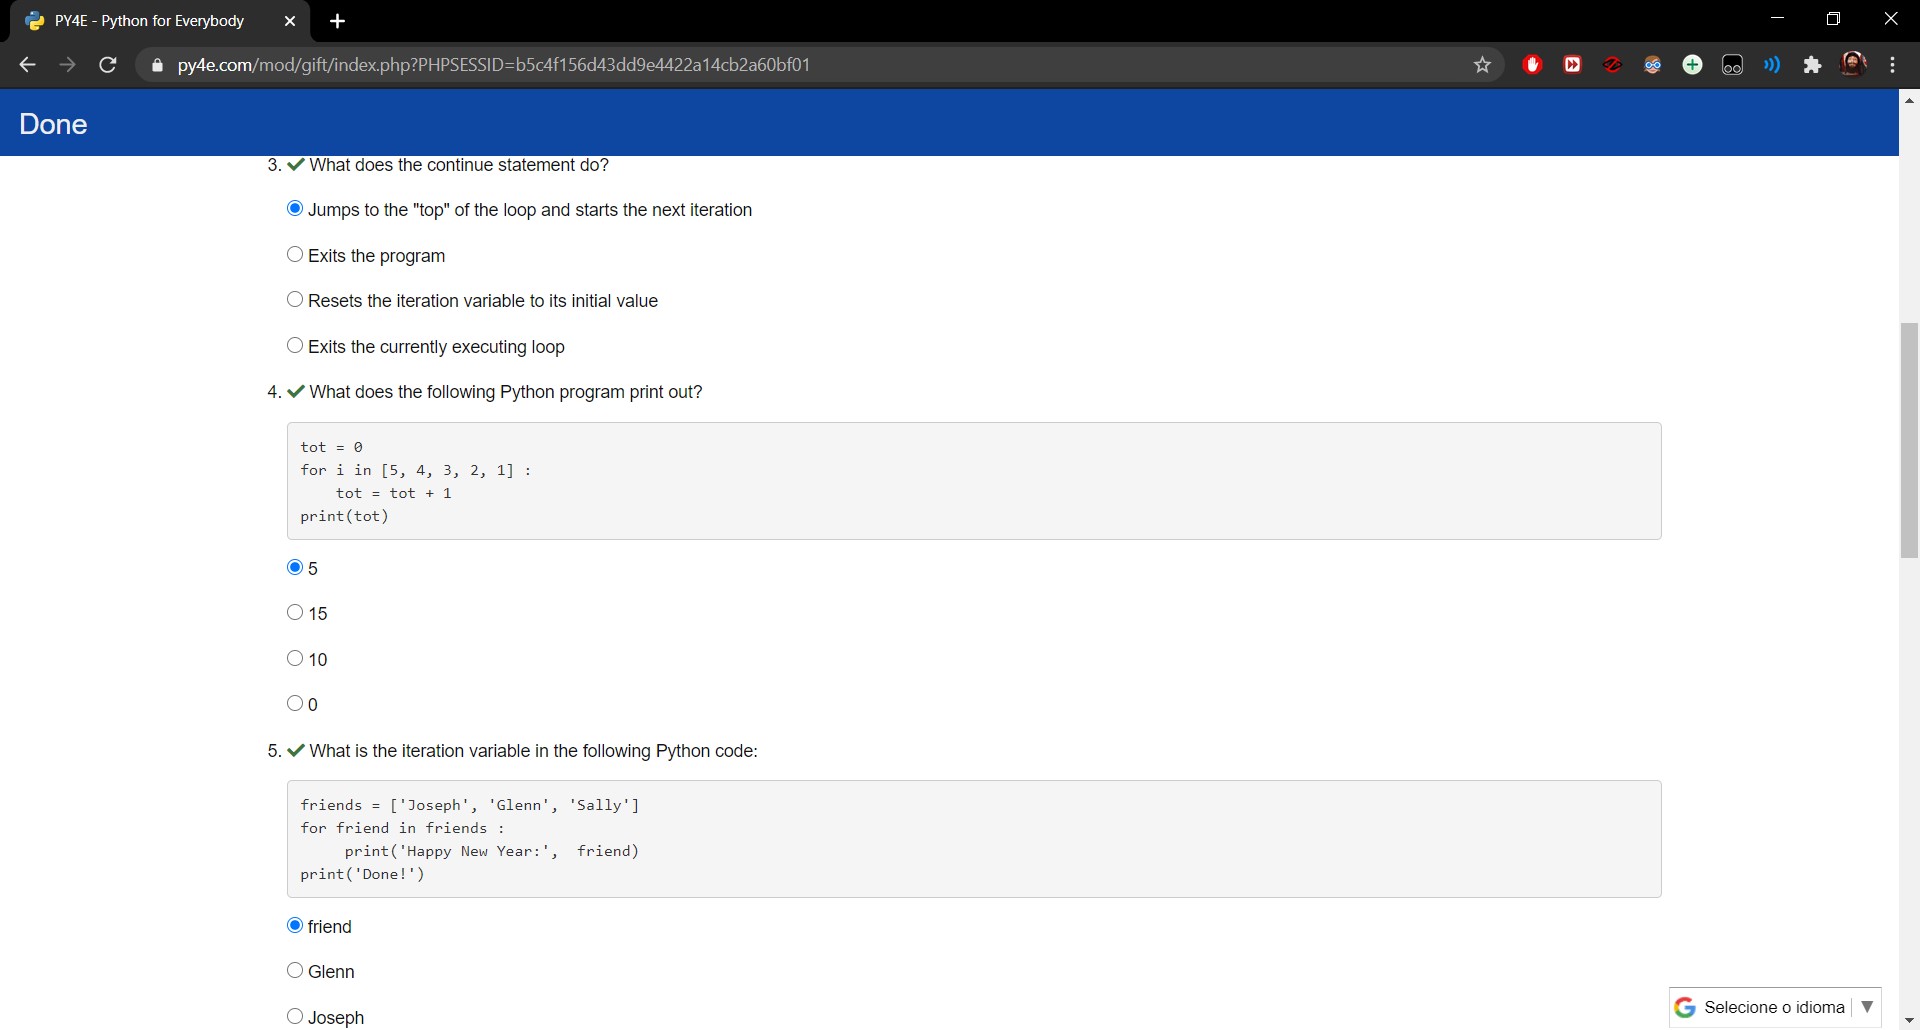 PY4E - Python for Everybody
py4e.com/mod/gift/index.php?PHPSESSID=b5c4f156d43dd9e4422a14cb2a60bf01
Done
3. What does the continue statement do?
Jumps to the "top" of the loop and starts the next iteration
Exits the program
Resets the iteration variable to its initial value
Exits the currently executing loop
4. What does the following Python program print out?
tot = 0
for i in [5, 4, 3, 2, 1] :
    tot = tot + 1
print(tot)
5
15
10
0
5. What is the iteration variable in the following Python code:
friends = ['Joseph', 'Glenn', 'Sally']
for friend in friends :
     print('Happy New Year:',  friend)
print('Done!')
friend
Glenn
Joseph
Selecione o idioma